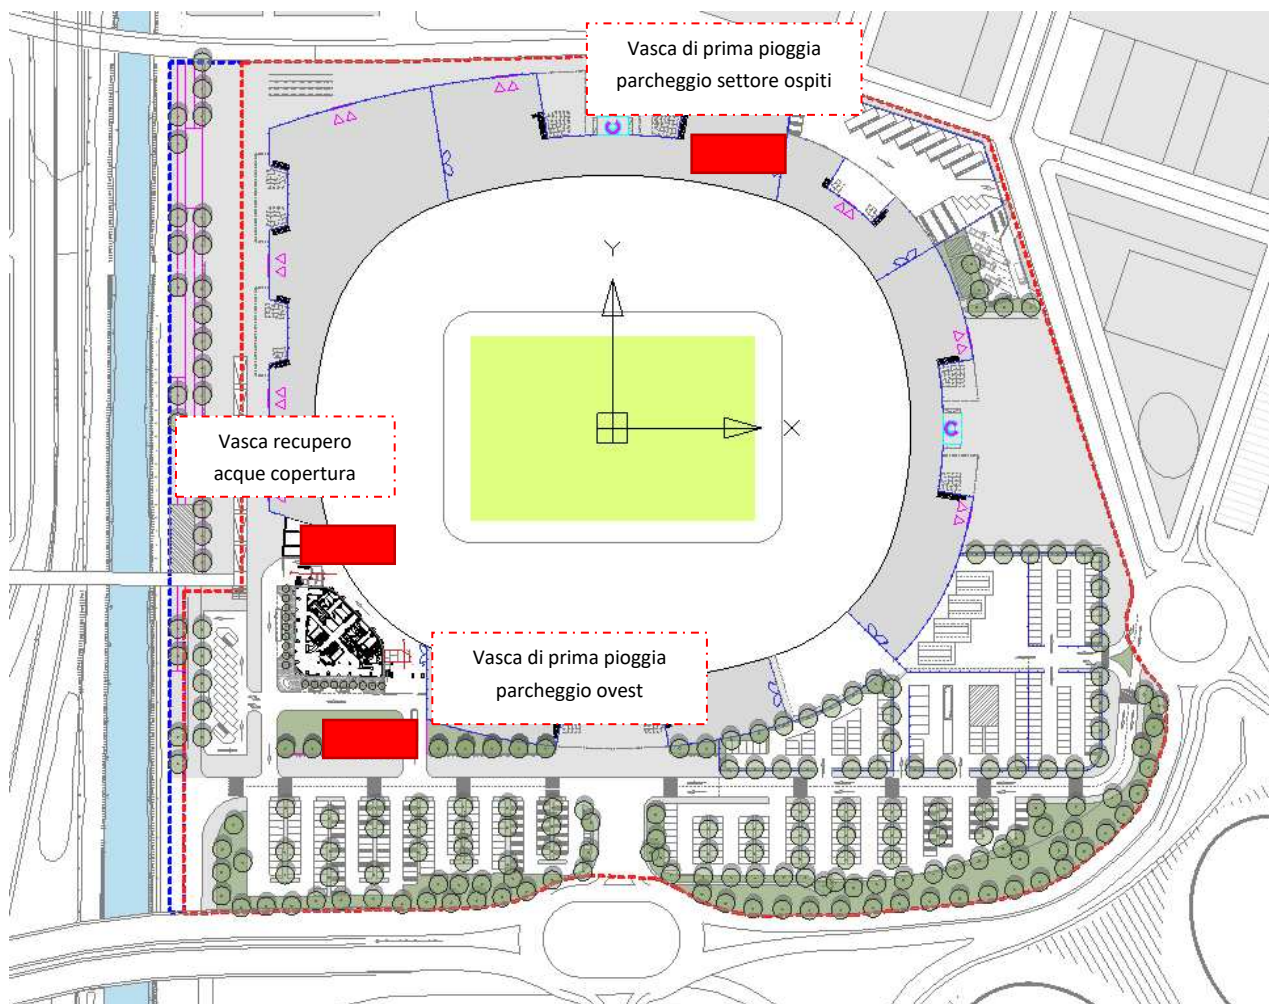 Vasca di prima pioggia
parcheggio settore ospiti
C
Y
X
C
Vasca recupero
acque copertura
Vasca di prima pioggia
parcheggio ovest